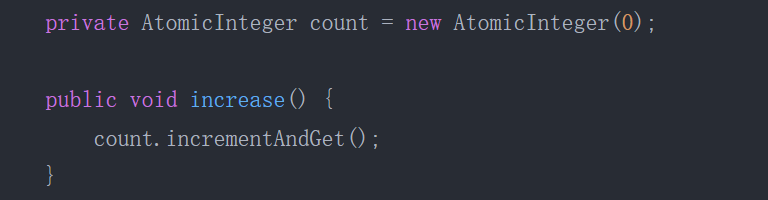 private AtomicInteger count = new AtomicInteger(0);
public void increase() {
count.incrementAndGet();
}